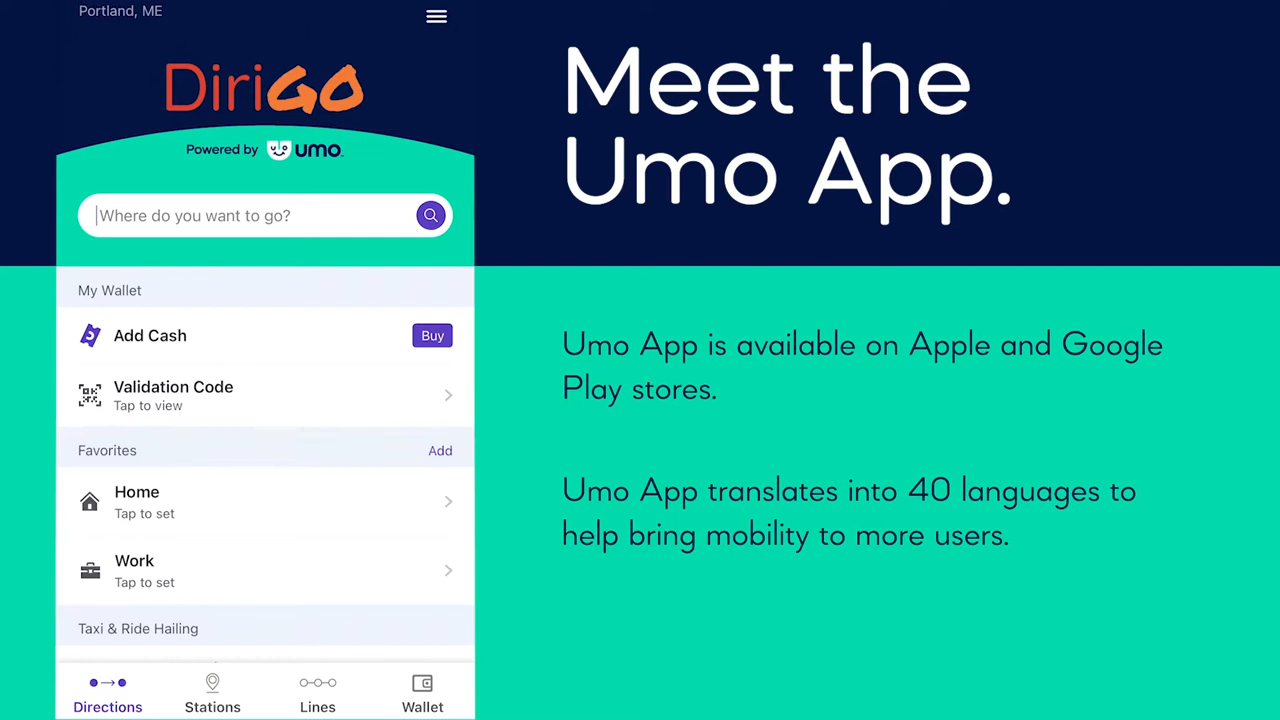 Portland, ME
DiriGO
Powered by umo
Where do you want to go?
My Wallet
Add Cash
Buy
Validation Code
Tap to view
Favorites
Add
Home
Tap to set
Work
Tap to set
Taxi & Ride Hailing
Directions
Stations
Lines
Wallet
Meet the
Umo App.
Umo App is available on Apple and Google
Play stores.
Umo App translates into 40 languages to
help bring mobility to more users.